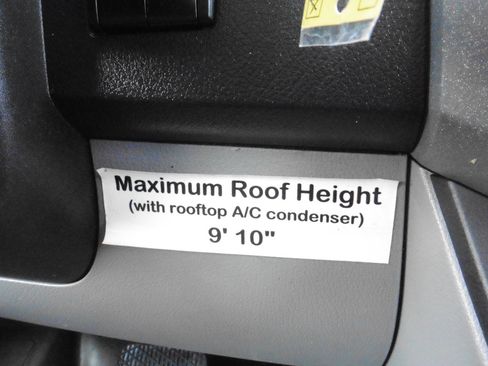 Maximum Roof Height
(with rooftop A/C condenser)
9' 10"